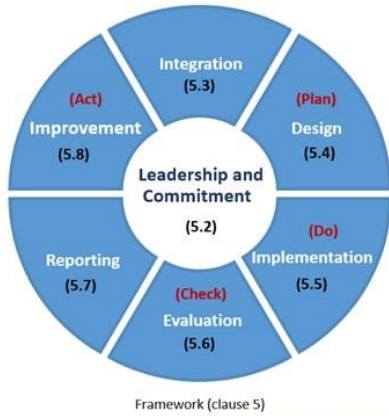 Integration
(5.3)
(Plan)
Design
(5.4)
(Do)
Implementation
(5.5)
(Check)
Evaluation
(5.6)
Reporting
(5.7)
(Act)
Improvement
(5.8)
Leadership and
Commitment
(5.2)
Framework (clause 5)